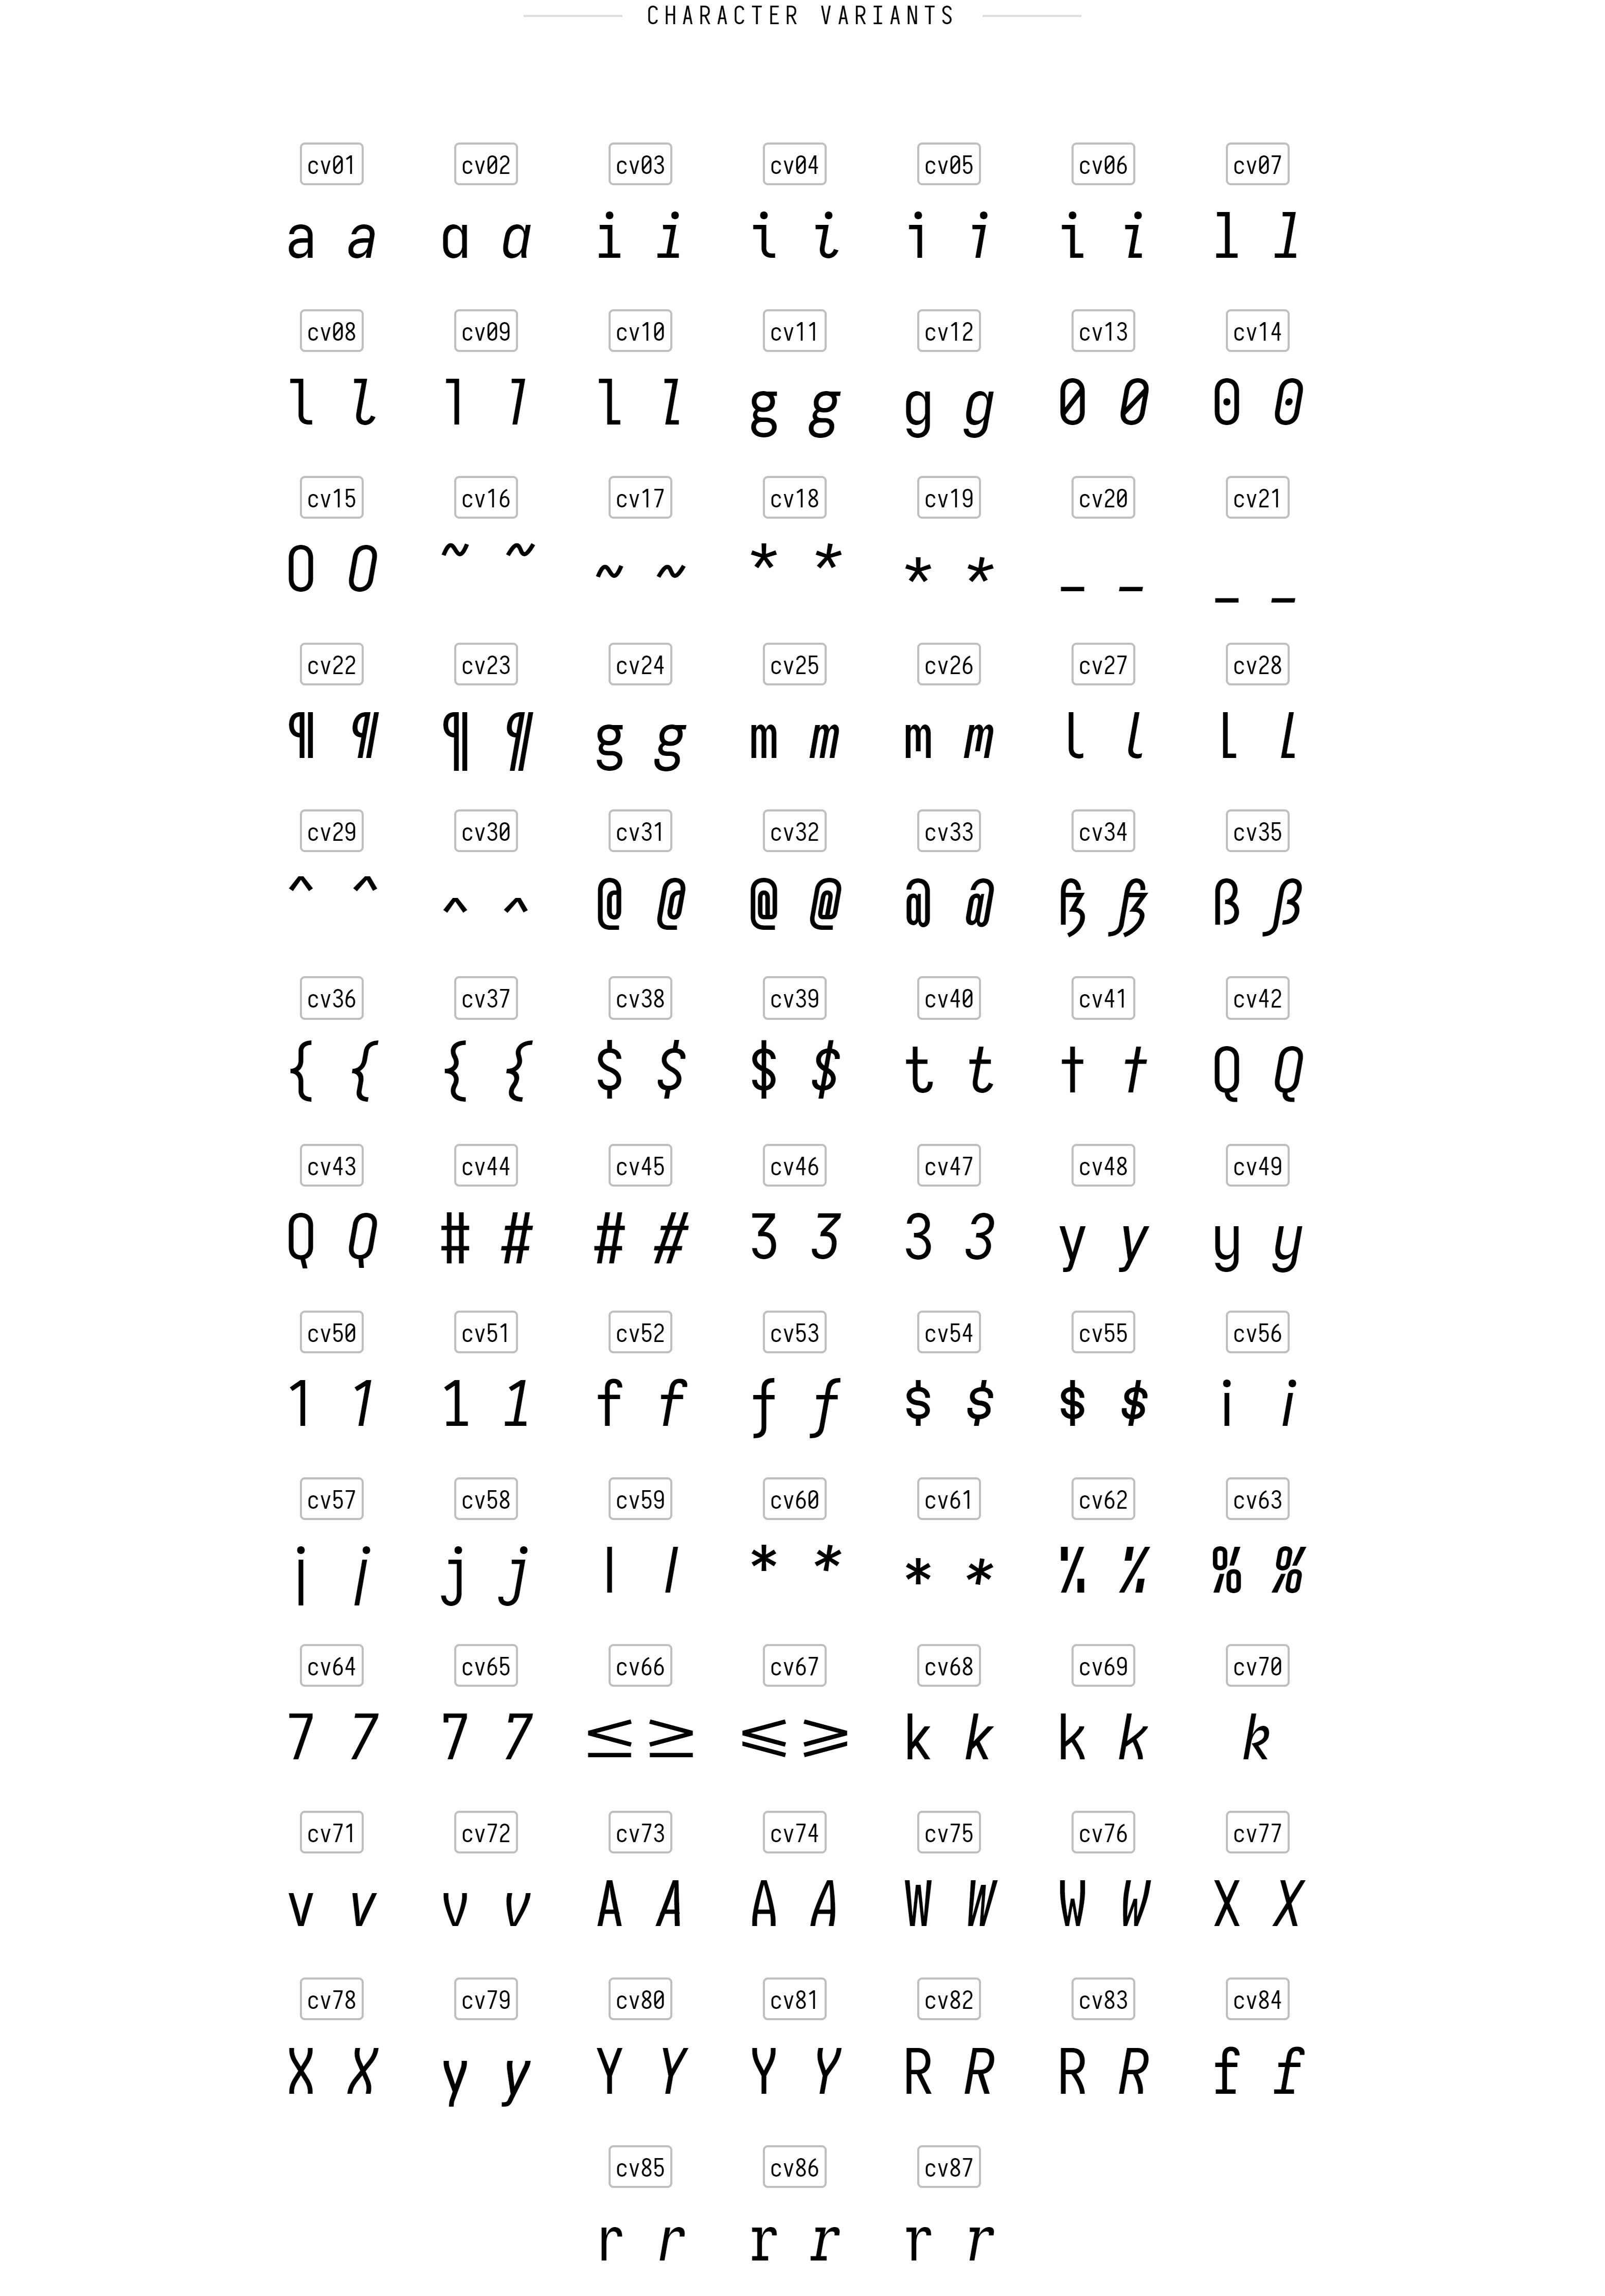 CHARACTER VARIANTS
cv01 cv02 cv03 cv04 cv05 cv06 cv07
a a a a i i i i i i i i l l
cv08 cv09 cv10 cv11 cv12 cv13 cv14
l l l l l l g g g g 0 0 0 0
cv15 cv16 cv17 cv18 cv19 cv20 cv21
0 0 ~ ~ ~ ~ * * * * _ _ _ _
cv22 cv23 cv24 cv25 cv26 cv27 cv28
¶ ¶ ¶ ¶ g g m m m m l l l l
cv29 cv30 cv31 cv32 cv33 cv34 cv35
^ ^ ^ ^ @ @ @ @ @ @ ß ß ß ß
cv36 cv37 cv38 cv39 cv40 cv41 cv42
{ { { { $ $ $ $ t t t t Q Q
cv43 cv44 cv45 cv46 cv47 cv48 cv49
Q Q # # # # 3 3 3 3 y y y y
cv50 cv51 cv52 cv53 cv54 cv55 cv56
1 1 1 1 f f f f $ $ $ $ i i
cv57 cv58 cv59 cv60 cv61 cv62 cv63
j j j j l l * * * * % % % %
cv64 cv65 cv66 cv67 cv68 cv69 cv70
7 7 7 7 ≤ ≥ ⩽ ⩾ k k k k k
cv71 cv72 cv73 cv74 cv75 cv76 cv77
v v v v A A A A W W W W X X
cv78 cv79 cv80 cv81 cv82 cv83 cv84
X X y y Y Y Y Y R R R R f f
cv85 cv86 cv87
r r r r r r